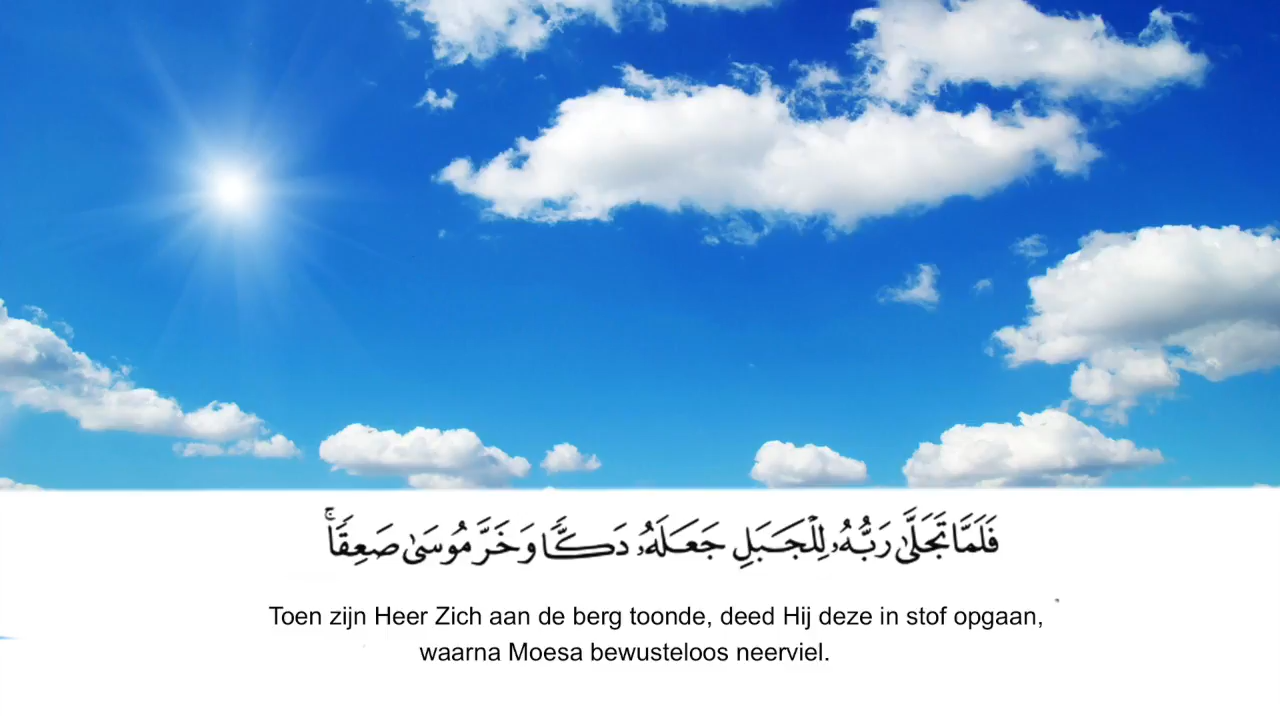 فَلَمَّا تَجَلَّىٰ رَبُّهُۥ لِلْجَبَلِ جَعَلَهُۥ دَكًّا وَخَرَّ مُوسَىٰ صَعِقًا ۚ
Toen zijn Heer Zich aan de berg toonde, deed Hij deze in stof opgaan,
waarna Moesa bewusteloos neerviel.